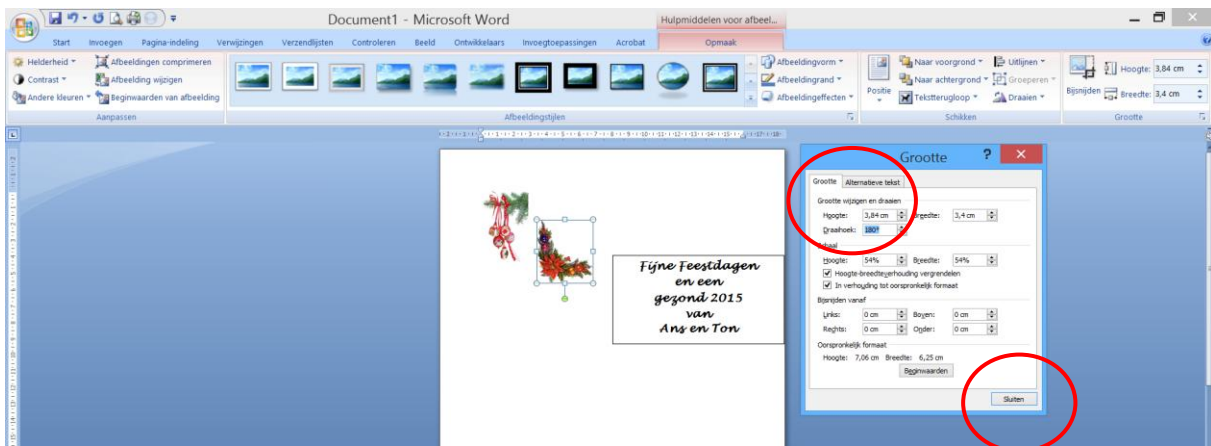 Document1 - Microsoft Word
Hulpmiddelen voor afbeel...
Start Invoegen Pagina-indeling Verwijzingen Verzendlijsten Controleren Beeld Ontwikkelaars Invoegtoepassingen Acrobat Opmaak
Helderheid
Contrast
Andere kleuren
Afbeeldingen comprimeren
Afbeelding wijzigen
Beginwaarden van afbeelding
Aanpassen
Afbeeldingstijlen
Afbeeldingvorm
Afbeeldingrand
Afbeeldingeffecten
Positie
Naar voorgrond
Naar achtergrond
Tekstterugloop
Uitlijnen
Groeperen
Draaien
Schikken
Bijsnijden
Hoogte: 3,84 cm
Breedte: 3,4 cm
Grootte
Fijne Feestdagen
en een
gezond 2015
van
Ans en Ton
Grootte ?
Grootte Alternatieve tekst
Grootte wijzigen en draaien
Hoogte: 3,84 cm Breedte: 3,4 cm
Draaihoek: 180°
Schaal
Hoogte: 54% Breedte: 54%
Hoogte-breedteverhouding vergrendelen
In verhouding tot oorspronkelijk formaat
Bijsnijden vanaf
Links: 0 cm Boven: 0 cm
Rechts: 0 cm Onder: 0 cm
Oorspronkelijk formaat
Hoogte: 7,06 cm Breedte: 6,25 cm
Beginwaarden
Sluiten